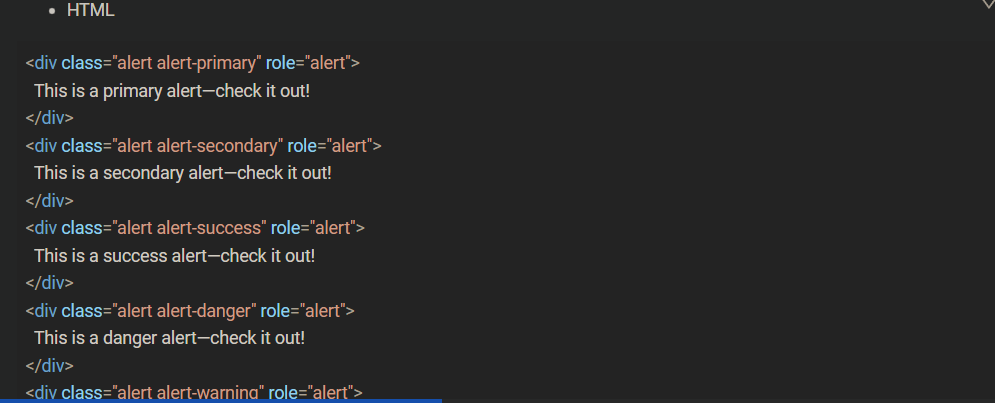 HTML
<div class="alert alert-primary" role="alert">
This is a primary alert—check it out!
</div>
<div class="alert alert-secondary" role="alert">
This is a secondary alert—check it out!
</div>
<div class="alert alert-success" role="alert">
This is a success alert—check it out!
</div>
<div class="alert alert-danger" role="alert">
This is a danger alert—check it out!
</div>
<div class="alert alert-warning" role="alert">